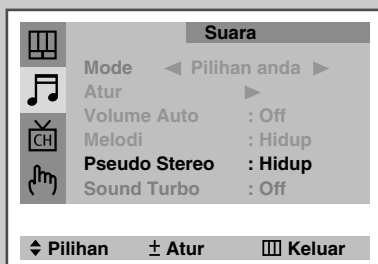 Suara
Mode ◀ Pilihan anda ▶
Atur ▶
Volume Auto : Off
Melodi : Hidup
CH
Pseudo Stereo : Hidup
Sound Turbo : Off
Pilihan ± Atur Keluar